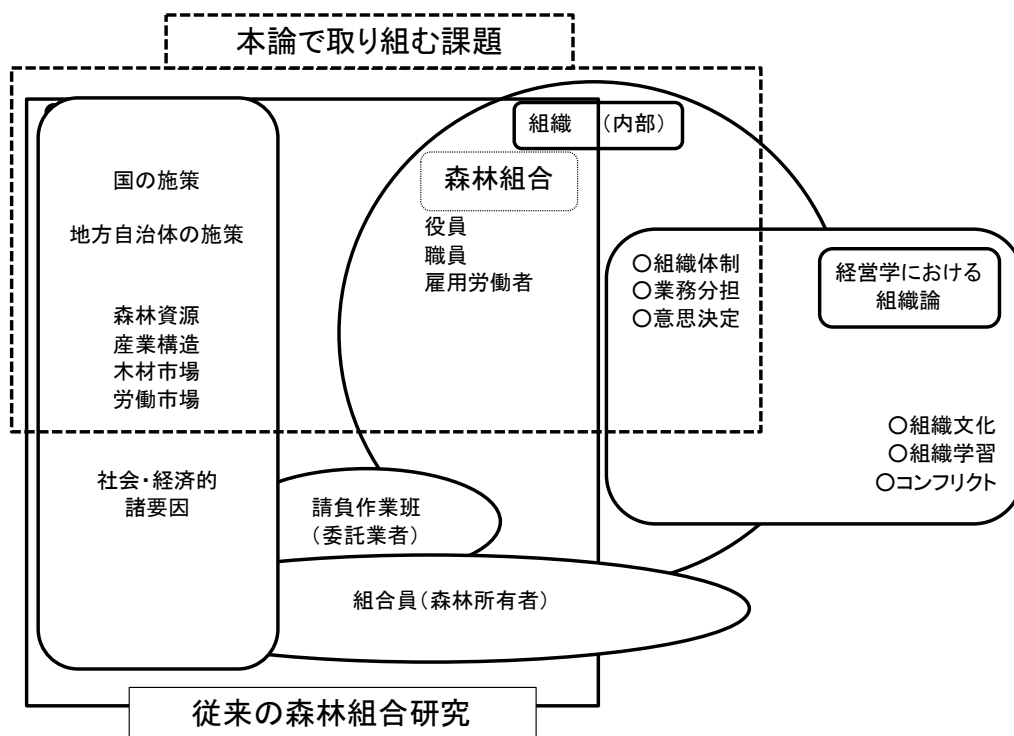 本論で取り組む課題
組織　（内部）
森林組合
役員
職員
雇用労働者
国の施策
地方自治体の施策
森林資源
産業構造
木材市場
労働市場
社会・経済的
諸要因
○組織体制
○業務分担
○意思決定
経営学における
組織論
○組織文化
○組織学習
○コンフリクト
請負作業班
（委託業者）
組合員（森林所有者）
従来の森林組合研究